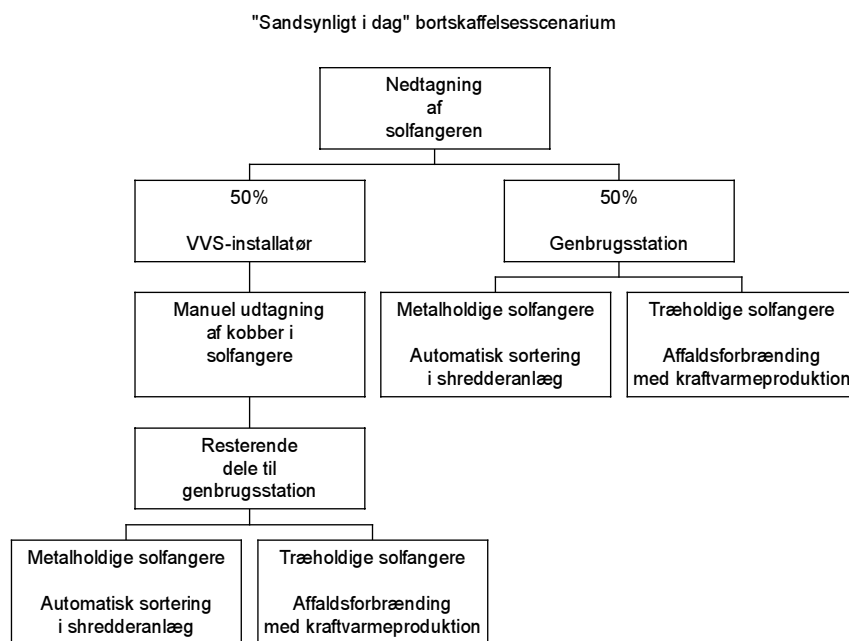 "Sandsynligt i dag" bortskaffelsesscenarium
Nedtagning
af
solfangeren
50%
VVS-installatør
50%
Genbrugsstation
Manuel udtagning
af kobber i
solfangere
Metalholdige solfangere
Automatisk sortering
i shredderanlæg
Træholdige solfangere
Affaldsforbrænding
med kraftvarmeproduktion
Resterende
dele til
genbrugsstation
Metalholdige solfangere
Automatisk sortering
i shredderanlæg
Træholdige solfangere
Affaldsforbrænding
med kraftvarmeproduktion